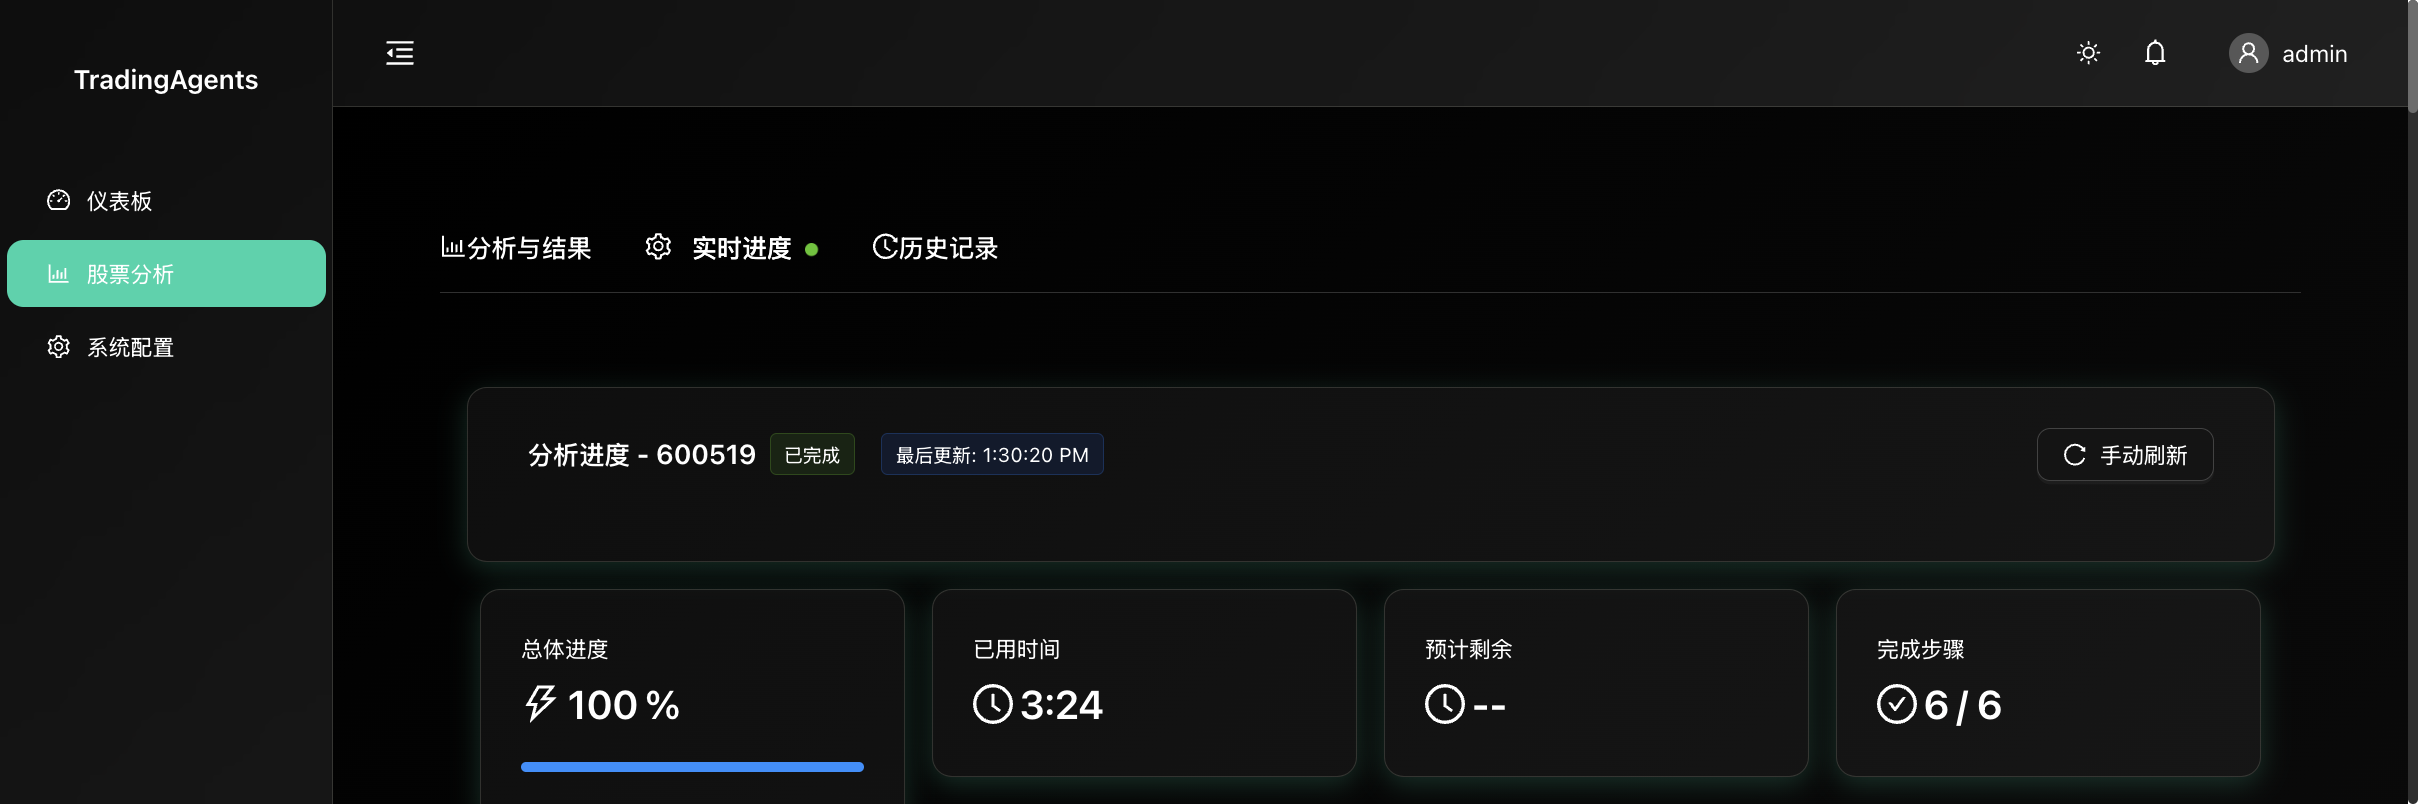 TradingAgents
admin
仪表板
股票分析
系统配置
分析与结果 实时进度 历史记录
分析进度 - 600519 已完成 最后更新: 1:30:20 PM 手动刷新
总体进度
100 %
已用时间
3:24
预计剩余
--
完成步骤
6 / 6